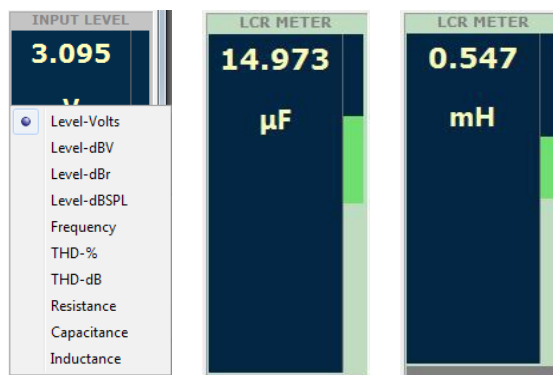 INPUT LEVEL
3.095
V
Level-Volts
Level-dBV
Level-dBr
Level-dBSPL
Frequency
THD-%
THD-dB
Resistance
Capacitance
Inductance
LCR METER
14.973
µF
LCR METER
0.547
mH